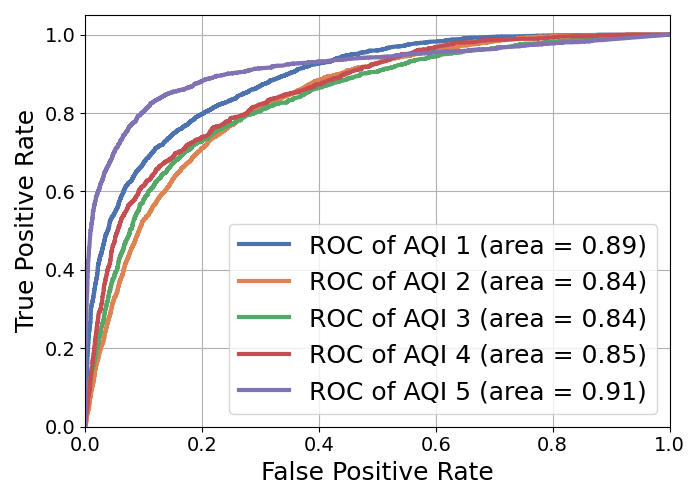 1.0
0.8
0.6
0.4
0.2
0.0
True Positive Rate
ROC of AQI 1 (area = 0.89)
ROC of AQI 2 (area = 0.84)
ROC of AQI 3 (area = 0.84)
ROC of AQI 4 (area = 0.85)
ROC of AQI 5 (area = 0.91)
0.0 0.2 0.4 0.6 0.8 1.0
False Positive Rate